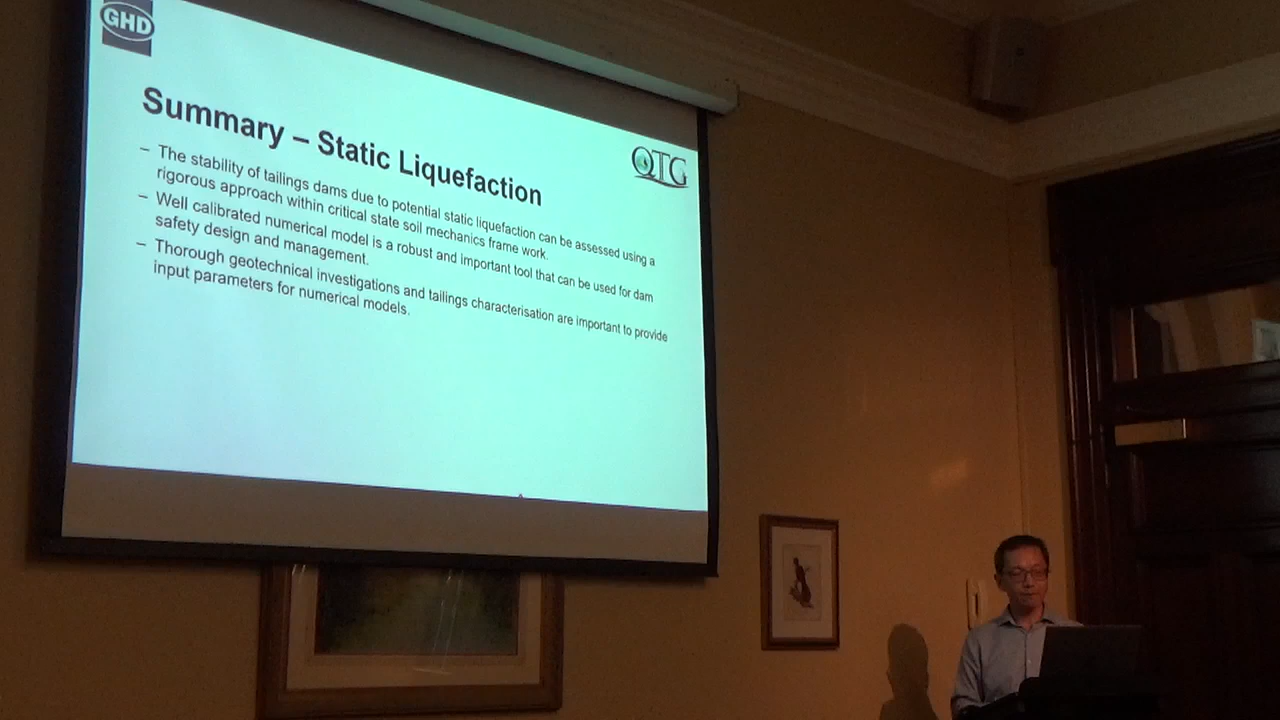 GHD
Summary – Static Liquefaction
QTG
– The stability of tailings dams due to potential static liquefaction can be assessed using a
rigorous approach within critical state soil mechanics frame work.
– Well calibrated numerical model is a robust and important tool that can be used for dam
safety design and management.
– Thorough geotechnical investigations and tailings characterisation are important to provide
input parameters for numerical models.